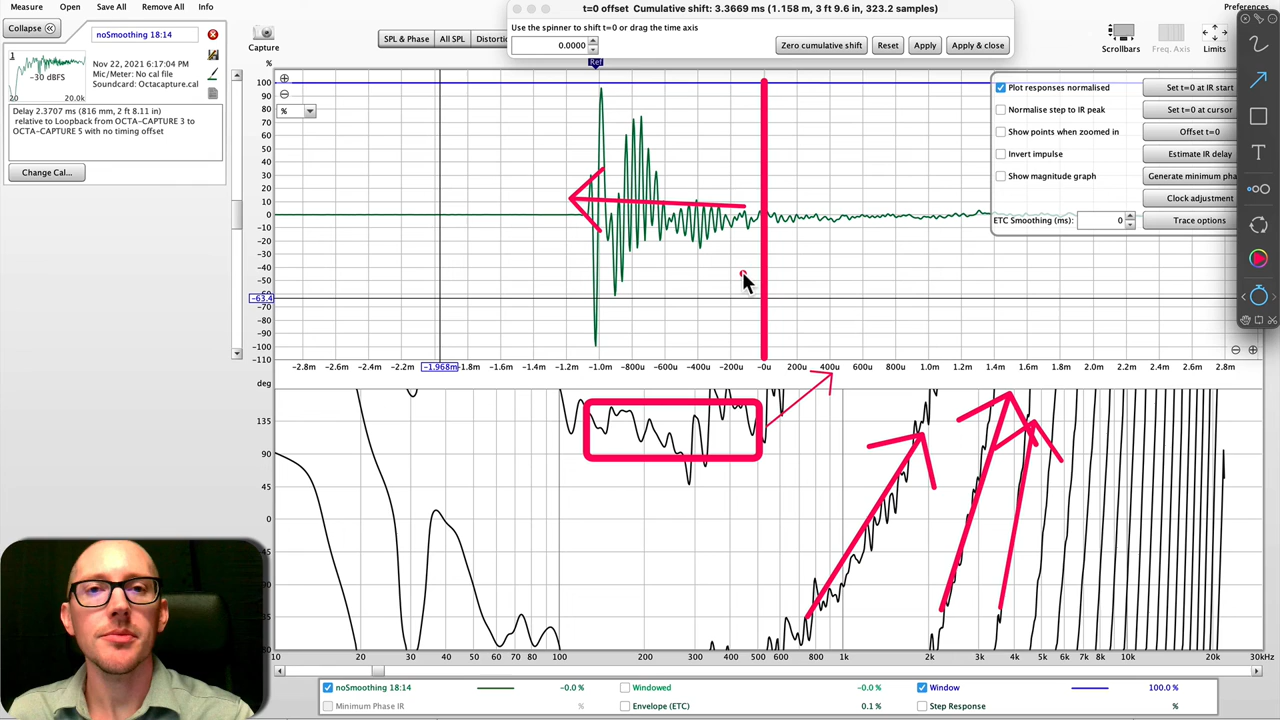 Measure Open Save All Remove All Info
t=0 offset Cumulative shift: 3.3669 ms (1.158 m, 3 ft 9.6 in, 323.2 samples)
Preferences
Collapse
noSmoothing 18:14
Capture
SPL & Phase All SPL Distortio
Use the spinner to shift t=0 or drag the time axis
0.0000
Zero cumulative shift Reset Apply Apply & close
Scrollbars Freq. Axis Limits
1
−30 dBFS
20 20.0k
Nov 22, 2021 6:17:04 PM
Mic/Meter: No cal file
Soundcard: Octacapture.cal
Delay 2.3707 ms (816 mm, 2 ft 8.11 in)
relative to Loopback from OCTA-CAPTURE 3 to
OCTA-CAPTURE 5 with no timing offset
Change Cal...
%
Ref
100
90
80
70
60
50
40
30
20
10
0
-10
-20
-30
-40
-50
-63.4
-70
-80
-90
-100
-110
%
Plot responses normalised
Normalise step to IR peak
Show points when zoomed in
Invert impulse
Show magnitude graph
ETC Smoothing (ms): 0
Set t=0 at IR start
Set t=0 at cursor
Offset t=0
Estimate IR delay
Generate minimum pha
Clock adjustment
Trace options
-2.8m -2.6m -2.4m -2.2m -1.968m -1.8m -1.6m -1.4m -1.2m -1.0m -800u -600u -400u -200u -0 200u 400u 600u 800u 1.0m 1.2m 1.4m 1.6m 1.8m 2.0m 2.2m 2.4m 2.6m 2.8m
deg
135
90
45
0
-45
10 20 30 40 50 60 70 80 100 200 300 400 500 600 800 1k 2k 3k 4k 5k 6k 7k 8k 10k 20k 30kHz
noSmoothing 18:14 -0.0 % Windowed -0.0 % Window 100.0 %
Minimum Phase IR % Envelope (ETC) 0.1 % Step Response %